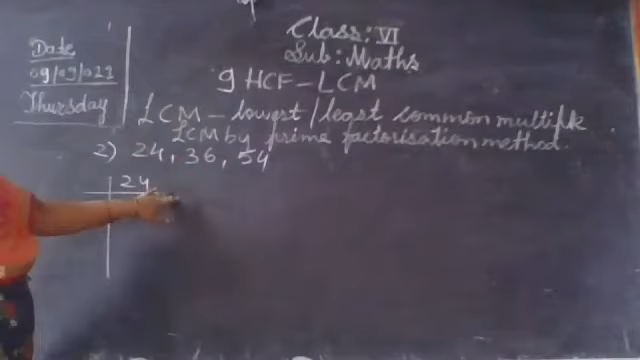 Date
09/09/021
Thursday
Class: VI
Sub: Maths
9 HCF-LCM
LCM - lowest/least common multiple
LCM by prime factorisation method.
2) 24, 36, 54
24